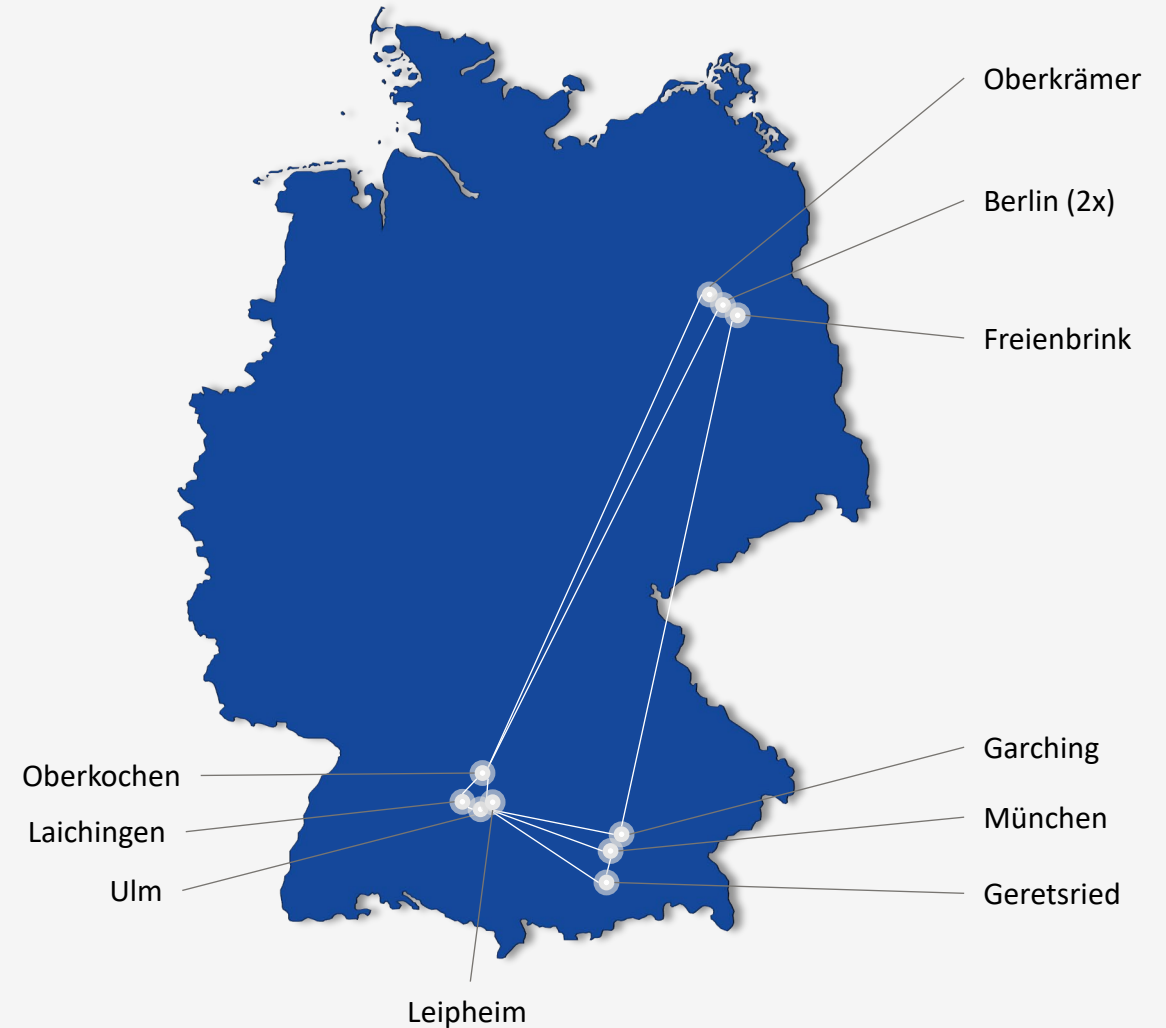 Oberkrämer
Berlin (2x)
Freienbrink
Oberkochen
Garching
Laichingen
München
Ulm
Geretsried
Leipheim